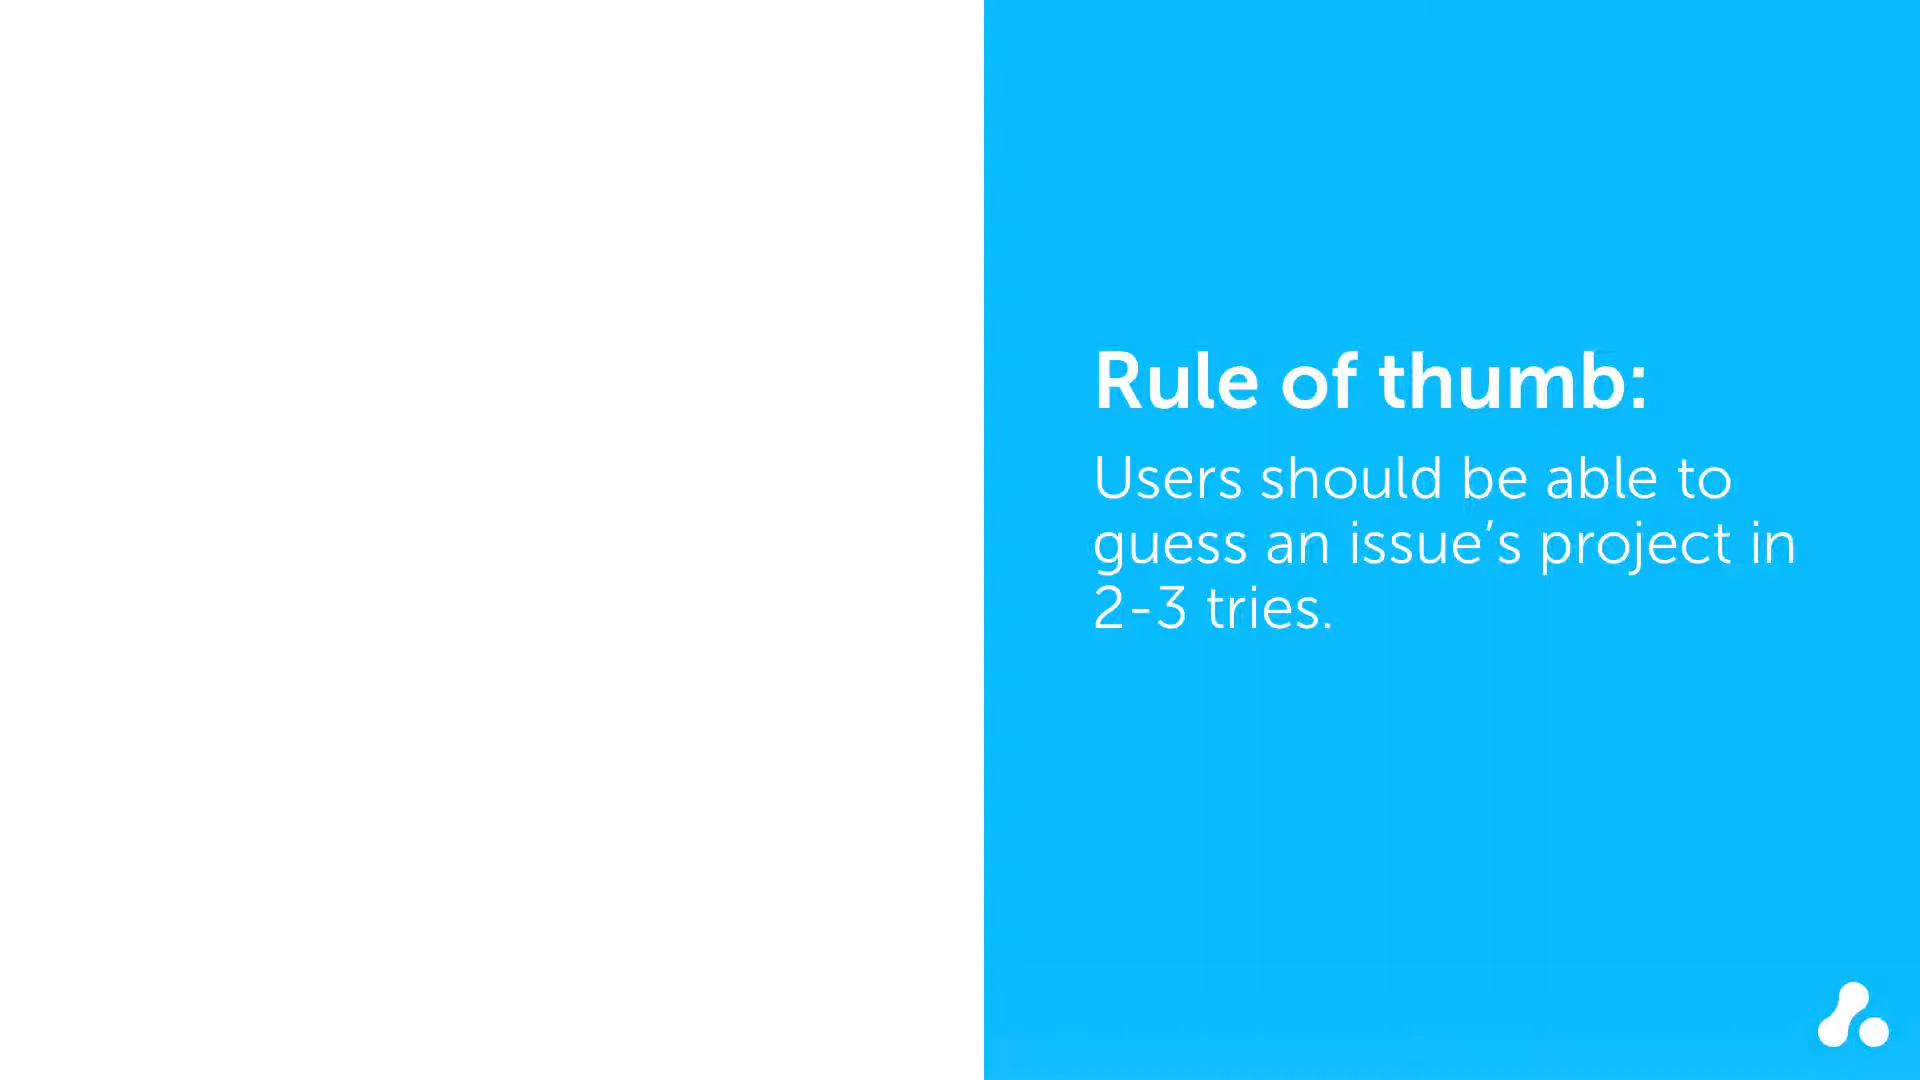 Rule of thumb:
Users should be able to
guess an issue’s project in
2-3 tries.